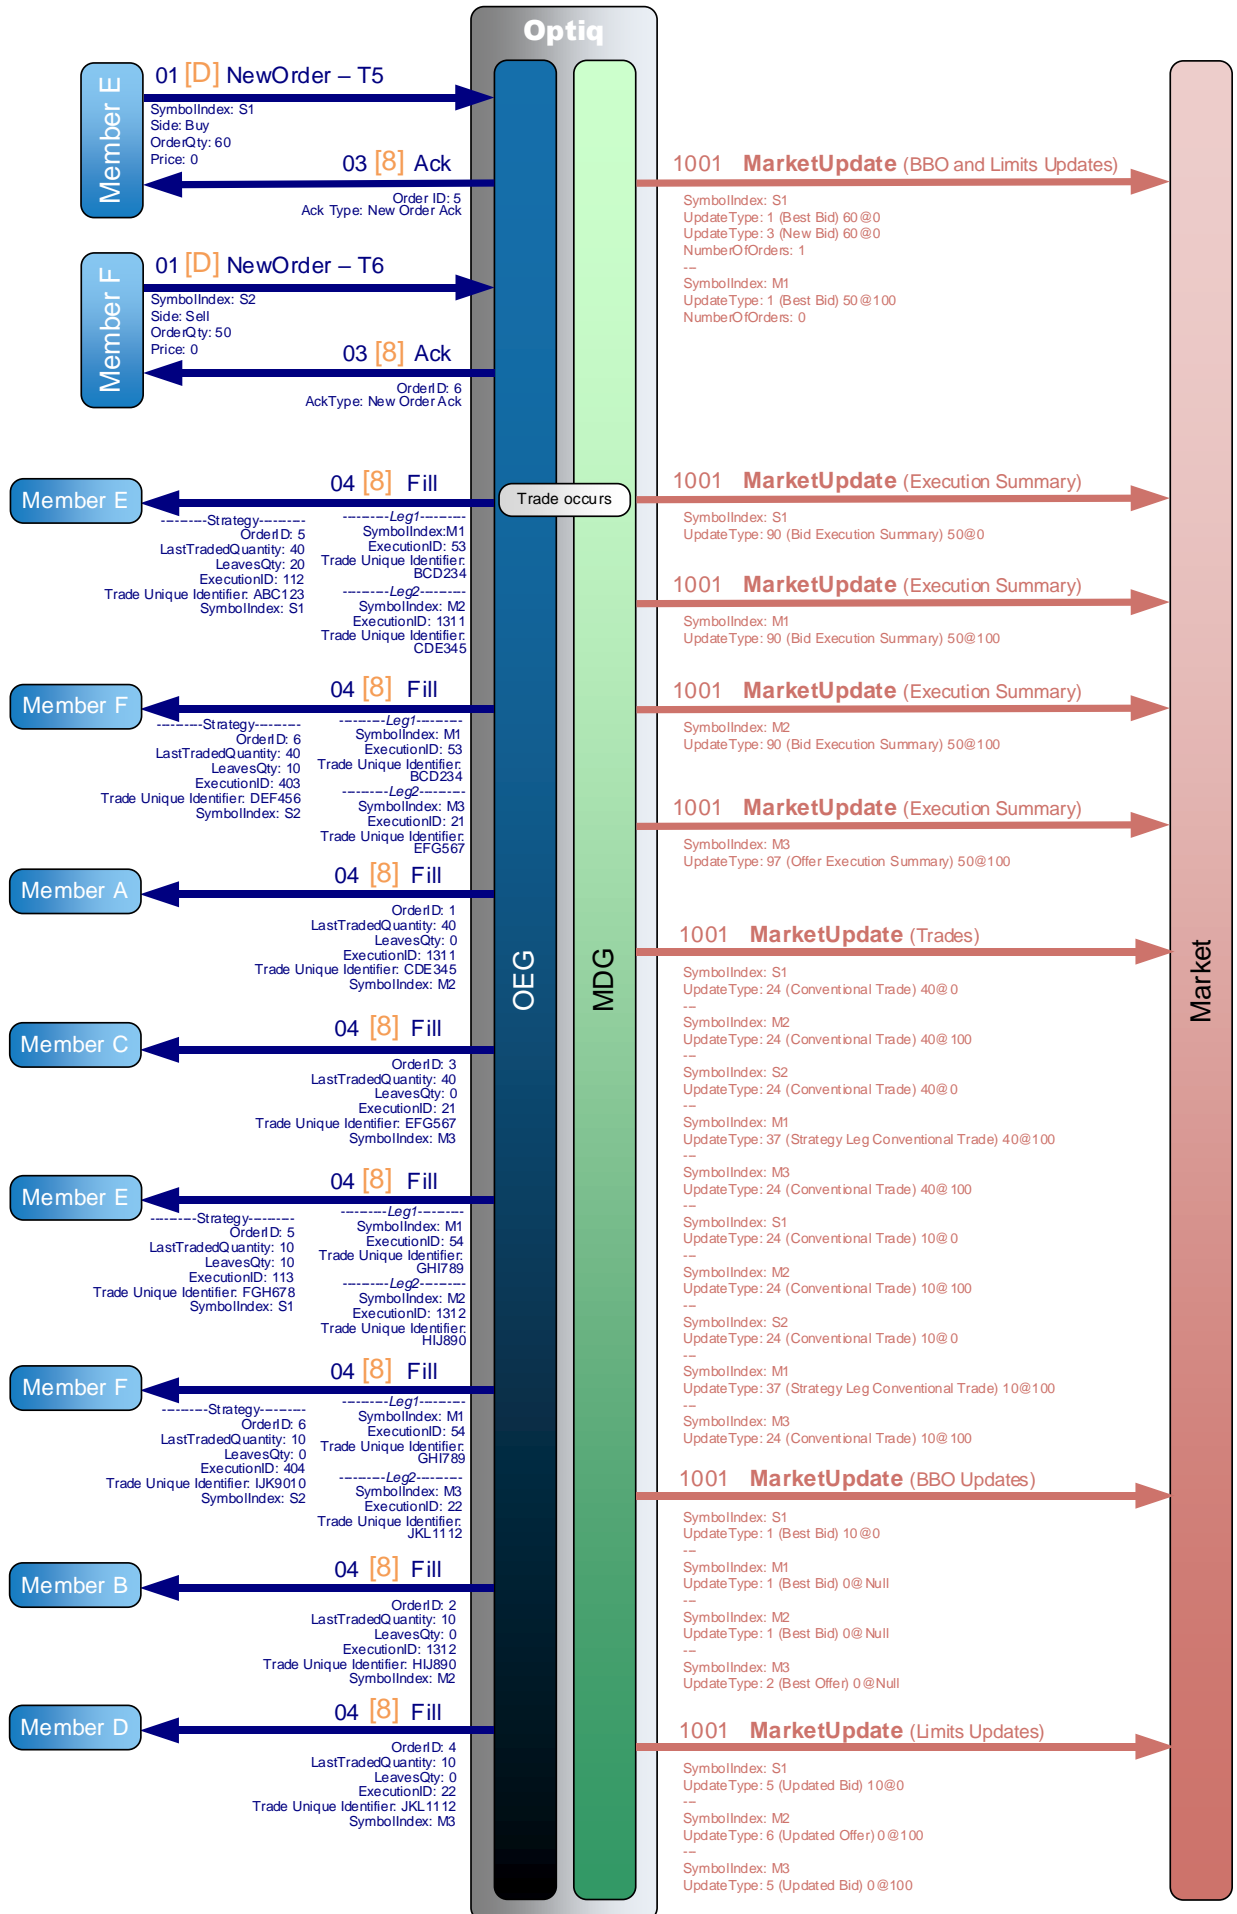 Optiq
Member E
01 [D] NewOrder – T5
SymbolIndex: S1
Side: Buy
OrderQty: 60
Price: 0
03 [8] Ack
Order ID: 5
Ack Type: New Order Ack
1001 MarketUpdate (BBO and Limits Updates)
SymbolIndex: S1
UpdateType: 1 (Best Bid) 60@0
UpdateType: 3 (New Bid) 60@0
NumberOfOrders: 1
---
SymbolIndex: M1
UpdateType: 1 (Best Bid) 50@100
NumberOfOrders: 0
Member F
01 [D] NewOrder – T6
SymbolIndex: S2
Side: Sell
OrderQty: 50
Price: 0
03 [8] Ack
OrderID: 6
AckType: New Order Ack
Trade occurs
Member E
04 [8] Fill
----------Strategy----------
OrderID: 5
LastTradedQuantity: 40
LeavesQty: 20
ExecutionID: 112
Trade Unique Identifier: ABC123
SymbolIndex: S1
----------Leg1----------
SymbolIndex:M1
ExecutionID: 53
Trade Unique Identifier:
BCD234
----------Leg2----------
SymbolIndex: M2
ExecutionID: 1311
Trade Unique Identifier:
CDE345
Member F
04 [8] Fill
----------Strategy----------
OrderID: 6
LastTradedQuantity: 40
LeavesQty: 10
ExecutionID: 403
Trade Unique Identifier: DEF456
SymbolIndex: S2
----------Leg1----------
SymbolIndex: M1
ExecutionID: 53
Trade Unique Identifier:
BCD234
----------Leg2----------
SymbolIndex: M3
ExecutionID: 21
Trade Unique Identifier:
EFG567
Member A
04 [8] Fill
OrderID: 1
LastTradedQuantity: 40
LeavesQty: 0
ExecutionID: 1311
Trade Unique Identifier: CDE345
SymbolIndex: M2
Member C
04 [8] Fill
OrderID: 3
LastTradedQuantity: 40
LeavesQty: 0
ExecutionID: 21
Trade Unique Identifier: EFG567
SymbolIndex: M3
Member E
04 [8] Fill
----------Strategy----------
OrderID: 5
LastTradedQuantity: 10
LeavesQty: 10
ExecutionID: 113
Trade Unique Identifier: FGH678
SymbolIndex: S1
----------Leg1----------
SymbolIndex: M1
ExecutionID: 54
Trade Unique Identifier:
GHI789
----------Leg2----------
SymbolIndex: M2
ExecutionID: 1312
Trade Unique Identifier:
HIJ890
Member F
04 [8] Fill
----------Strategy----------
OrderID: 6
LastTradedQuantity: 10
LeavesQty: 0
ExecutionID: 404
Trade Unique Identifier: IJK9010
SymbolIndex: S2
----------Leg1----------
SymbolIndex: M1
ExecutionID: 54
Trade Unique Identifier:
GHI789
----------Leg2----------
SymbolIndex: M3
ExecutionID: 22
Trade Unique Identifier:
JKL1112
Member B
04 [8] Fill
OrderID: 2
LastTradedQuantity: 10
LeavesQty: 0
ExecutionID: 1312
Trade Unique Identifier: HIJ890
SymbolIndex: M2
Member D
04 [8] Fill
OrderID: 4
LastTradedQuantity: 10
LeavesQty: 0
ExecutionID: 22
Trade Unique Identifier: JKL1112
SymbolIndex: M3
OEG
MDG
1001 MarketUpdate (Execution Summary)
SymbolIndex: S1
UpdateType: 90 (Bid Execution Summary) 50@0
1001 MarketUpdate (Execution Summary)
SymbolIndex: M1
UpdateType: 90 (Bid Execution Summary) 50@100
1001 MarketUpdate (Execution Summary)
SymbolIndex: M2
UpdateType: 90 (Bid Execution Summary) 50@100
1001 MarketUpdate (Execution Summary)
SymbolIndex: M3
UpdateType: 97 (Offer Execution Summary) 50@100
1001 MarketUpdate (Trades)
SymbolIndex: S1
UpdateType: 24 (Conventional Trade) 40@0
---
SymbolIndex: M2
UpdateType: 24 (Conventional Trade) 40@100
---
SymbolIndex: S2
UpdateType: 24 (Conventional Trade) 40@0
---
SymbolIndex: M1
UpdateType: 37 (Strategy Leg Conventional Trade) 40@100
---
SymbolIndex: M3
UpdateType: 24 (Conventional Trade) 40@100
---
SymbolIndex: S1
UpdateType: 24 (Conventional Trade) 10@0
---
SymbolIndex: M2
UpdateType: 24 (Conventional Trade) 10@100
---
SymbolIndex: S2
UpdateType: 24 (Conventional Trade) 10@0
---
SymbolIndex: M1
UpdateType: 37 (Strategy Leg Conventional Trade) 10@100
---
SymbolIndex: M3
UpdateType: 24 (Conventional Trade) 10@100
1001 MarketUpdate (BBO Updates)
SymbolIndex: S1
UpdateType: 1 (Best Bid) 10@0
---
SymbolIndex: M1
UpdateType: 1 (Best Bid) 0@Null
---
SymbolIndex: M2
UpdateType: 1 (Best Bid) 0@Null
---
SymbolIndex: M3
UpdateType: 2 (Best Offer) 0@Null
1001 MarketUpdate (Limits Updates)
SymbolIndex: S1
UpdateType: 5 (Updated Bid) 10@0
---
SymbolIndex: M2
UpdateType: 6 (Updated Offer) 0@100
---
SymbolIndex: M3
UpdateType: 5 (Updated Bid) 0@100
Market